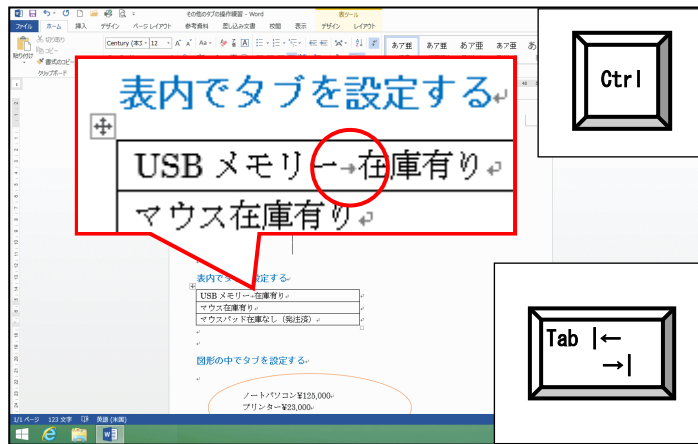 その他のタブの操作練習 - Word
表ツール
ファイル ホーム 挿入 デザイン ページ レイアウト 参考資料 差し込み文書 校閲 表示 デザイン レイアウト
切り取り
コピー
貼り付け
書式のコピー
クリップボード
Century (本文 12
あア亜 あア亜 あア亜 あア亜
表内でタブを設定する↵
USB メモリー→在庫有り↵
マウス在庫有り↵
Ctrl
Tab |←
→|
表内でタ 設定する↵
USB メモリー→在庫有り↵
マウス在庫有り↵
マウスパッド在庫なし（発注済）↵
図形の中でタブを設定する↵
ノートパソコン¥125,000↵
プリンター¥23,000↵
1/1 ページ 123 文字 英語 (米国)